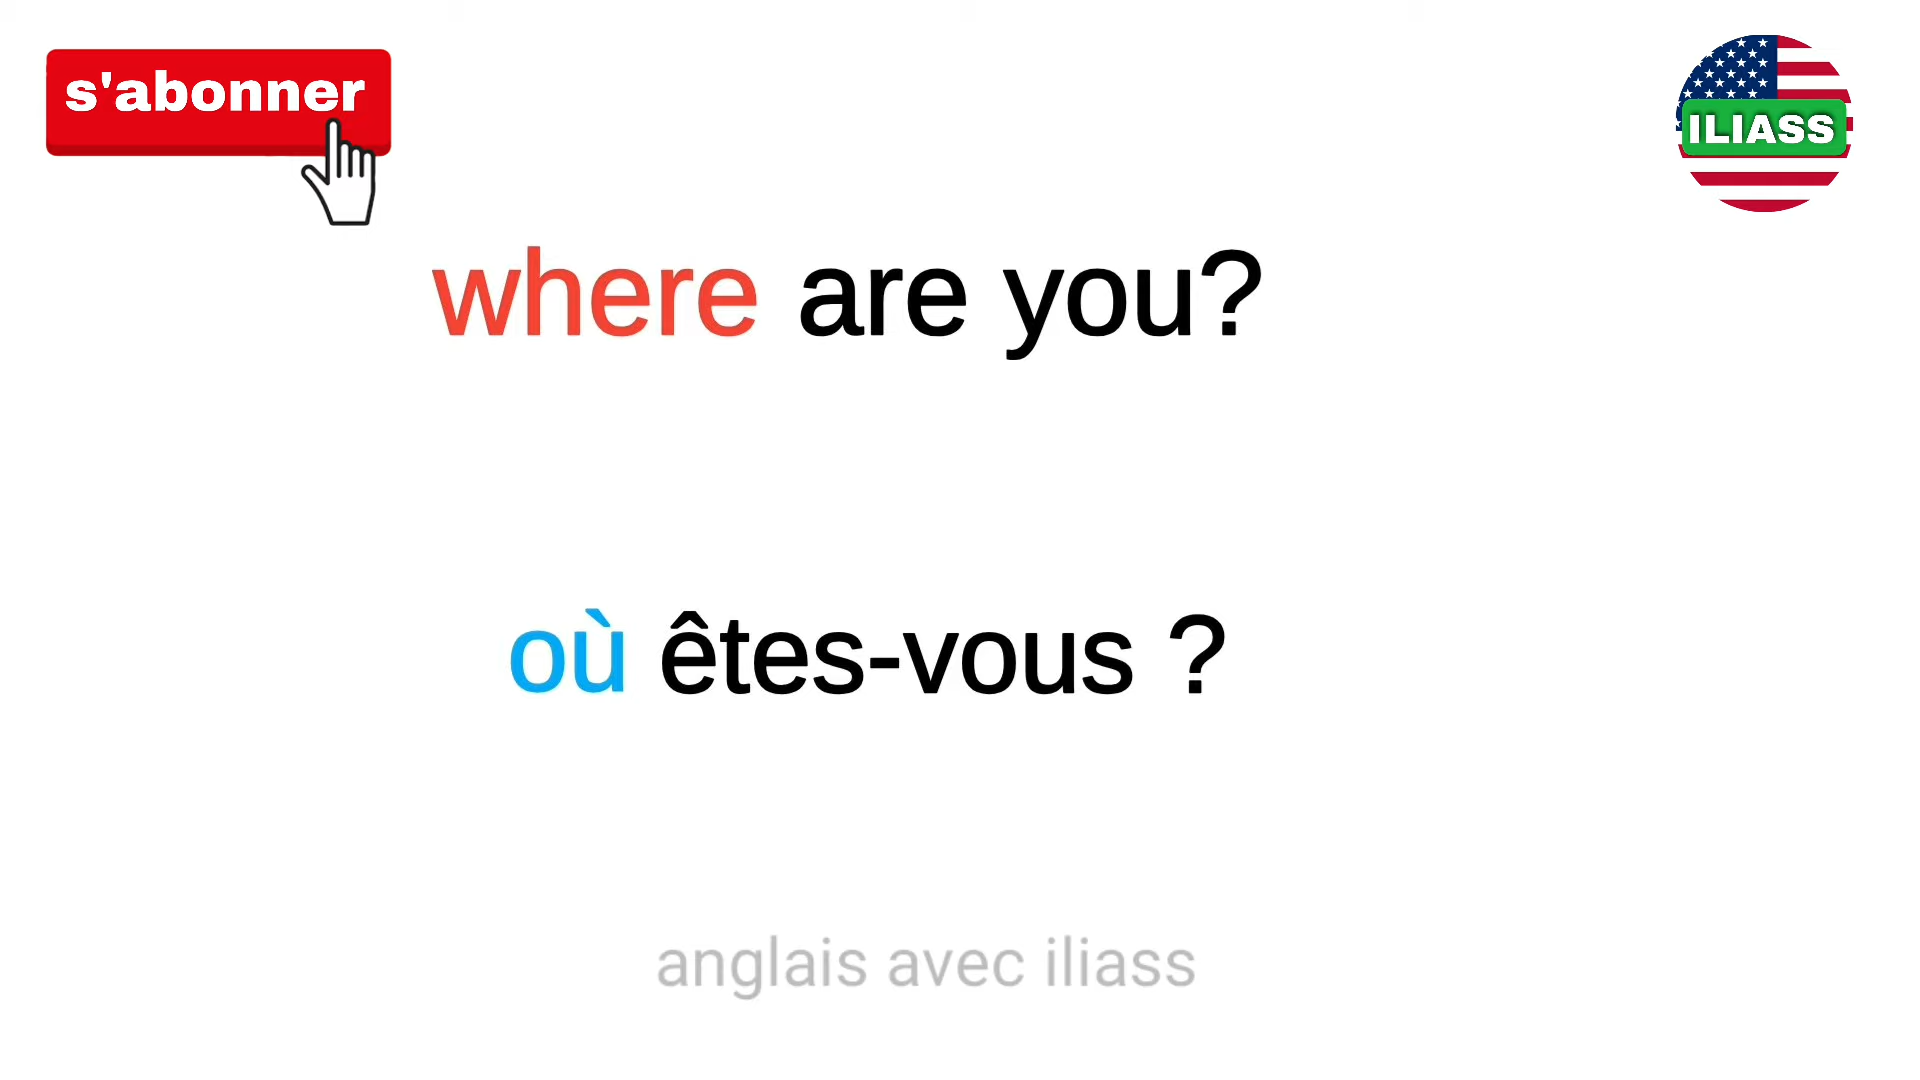 s'abonner
ILIASS
where are you?
où êtes-vous ?
anglais avec iliass